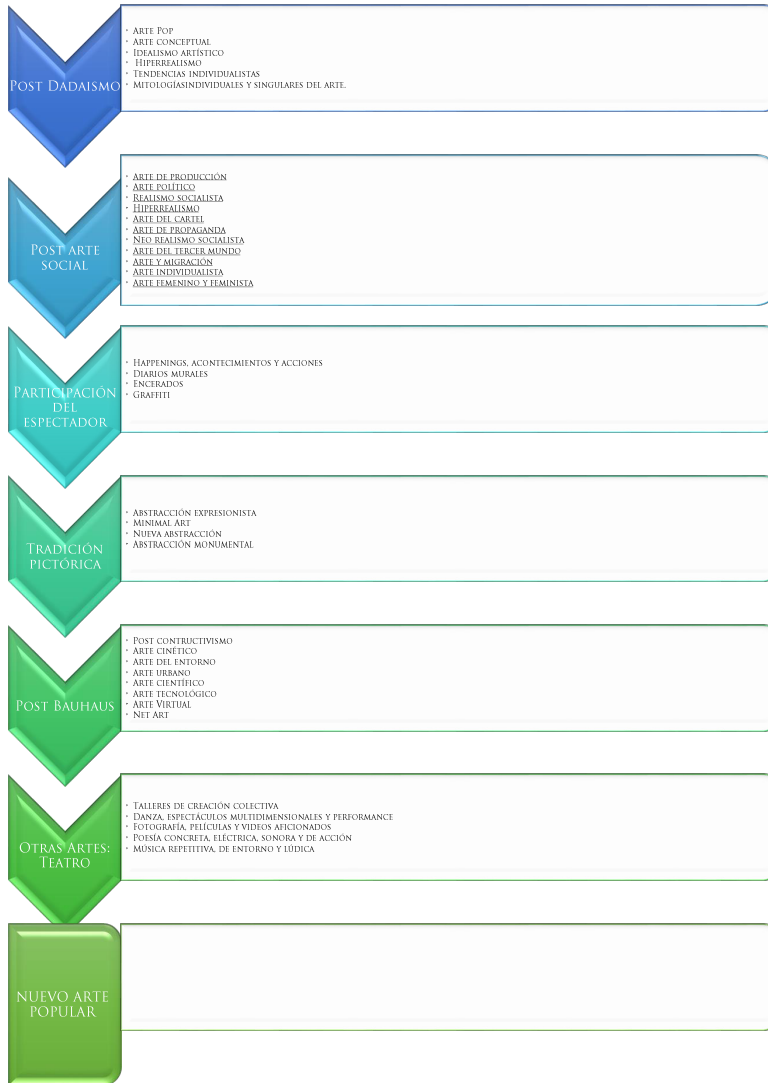 Post Dadaismo
• Arte Pop
• Arte conceptual
• Idealismo artístico
• Hiperrealismo
• Tendencias individualistas
• Mitologíasindividuales y singulares del arte.
Post arte
social
• Arte de producción
• Arte político
• Realismo socialista
• Hiperrealismo
• Arte del cartel
• Arte de propaganda
• Neo realismo socialista
• Arte del tercer mundo
• Arte y migración
• Arte individualista
• Arte femenino y feminista
Participación
del
espectador
• Happenings, acontecimientos y acciones
• Diarios murales
• Encerados
• Graffiti
Tradición
pictórica
• Abstracción expresionista
• Minimal Art
• Nueva abstracción
• Abstracción monumental
Post Bauhaus
• Post contructivismo
• Arte cinético
• Arte del entorno
• Arte urbano
• Arte científico
• Arte tecnológico
• Arte Virtual
• Net Art
Otras Artes:
Teatro
• Talleres de creación colectiva
• Danza, espectáculos multidimensionales y performance
• Fotografía, películas y videos aficionados
• Poesía concreta, eléctrica, sonora y de acción
• Música repetitiva, de entorno y lúdica
NUEVO ARTE
POPULAR